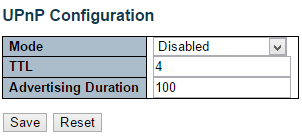 UPnP Configuration
Mode Disabled
TTL 4
Advertising Duration 100
Save Reset